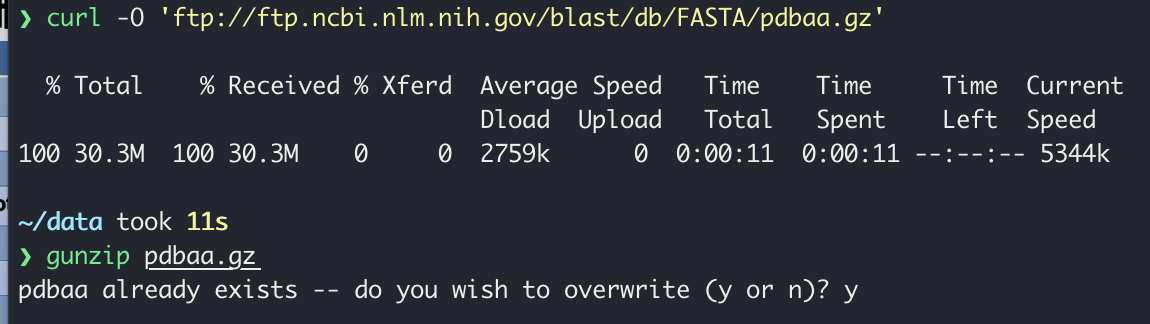 ❯ curl -O 'ftp://ftp.ncbi.nlm.nih.gov/blast/db/FASTA/pdbaa.gz'
% Total % Received % Xferd Average Speed Time Time Time Current
Dload Upload Total Spent Left Speed
100 30.3M 100 30.3M 0 0 2759k 0 0:00:11 0:00:11 --:--:-- 5344k
~/data took 11s
❯ gunzip pdbaa.gz
pdbaa already exists -- do you wish to overwrite (y or n)? y